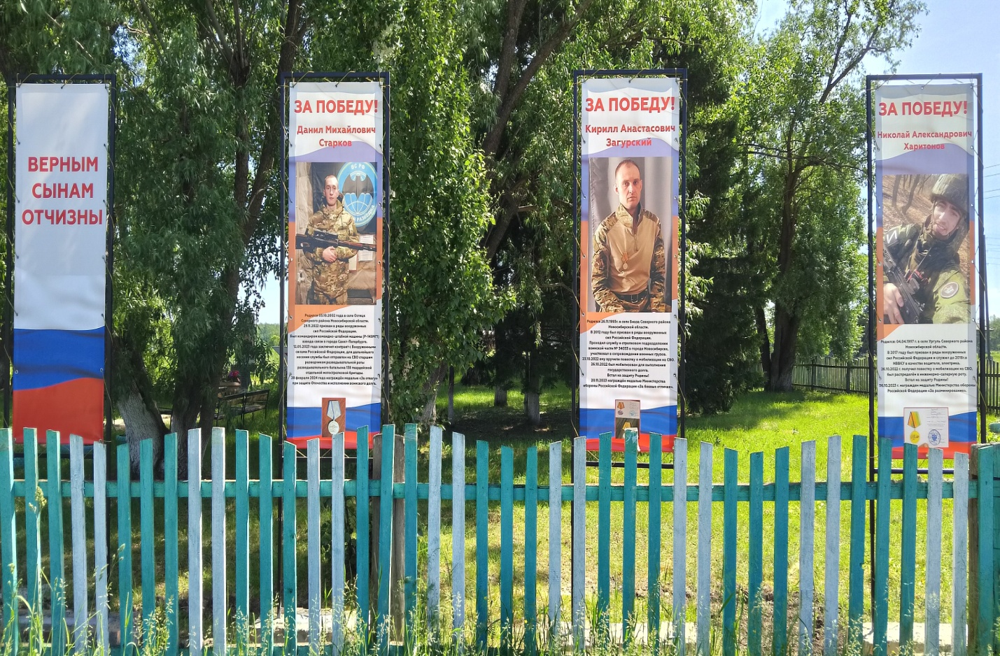 ВЕРНЫМ
СЫНАМ
ОТЧИЗНЫ
ЗА ПОБЕДУ!
Данил Михайлович
Старков
ВС РФ
Родился 03.10.2002 года в селе Остяцк
Северного района Новосибирской области.
29.11.2022 призван в ряды вооруженных
сил Российской Федерации.
Был командиром командно-штабной машины (Р-149МГ1)
взвода связи в городе Санкт-Петербурге.
12.05.2023 года заключил контракт с Вооруженными
силами Российской Федерации, для дальнейшего
несения службы был отправлен на СВО старшим
разведчиком разведывательной роты
разведывательного батальона 138 гвардейской
отдельной мотострелковой бригады.
28 февраля 2024 года награждён медалью «За отвагу»
при защите Отечества и исполнении воинского долга.
ЗА ПОБЕДУ!
Кирилл Анастасович
Загурский
Родился 26.11.1993г. в селе Биаза Северного района
Новосибирской области.
В 2012 году был призван в ряды вооруженных
сил Российской Федерации.
Проходил службу в стрелковом подразделении
воинской части № 34033 в городе Новосибирске,
участвовал в сопровождении военных грузов.
23.10.2022 ему вручили повестку о мобилизации на СВО.
26.10.2022 был мобилизован для выполнения
государственного долга.
Встал на защиту Родины!
20.11.2023 награждён медалью Министерства
обороны Российской Федерации «За боевые отличия».
ЗА ПОБЕДУ!
Николай Александрович
Харитонов
Родился: 04.04.1997 г. в селе Ургуль Северного района
Новосибирской области.
В 2017 году был призван в ряды вооруженных
сил Российской Федерации и служил до 2018г.в
НВВКУ в качестве водителя, электрика.
26.10.2022 г получил повестку о мобилизации на СВО,
был распределён в инженерно-саперную роту.
Встал на защиту Родины!
06.10.2023 г. награжден медалью Министерства обороны
Российской Федерации «За разминирование».